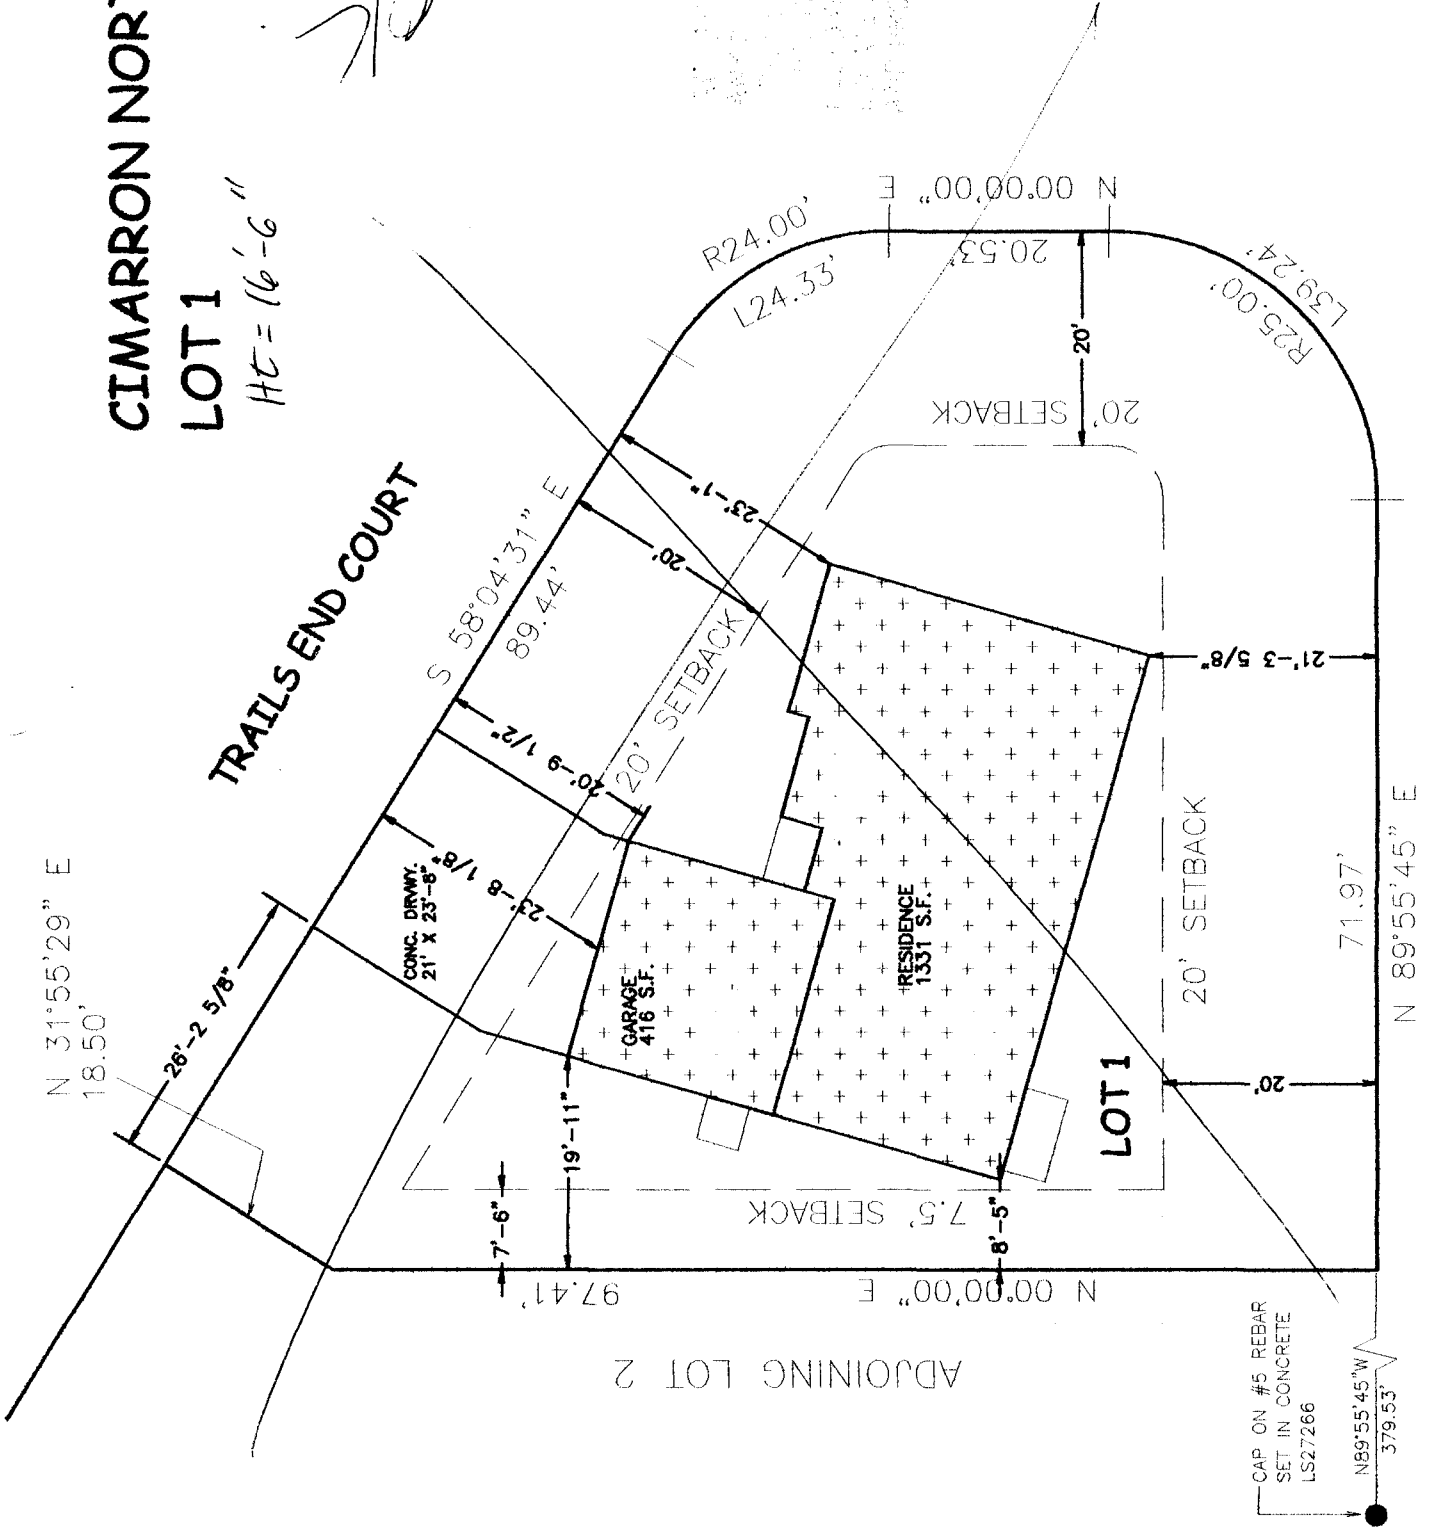 CIMARRON NORT
LOT 1
Ht = 16'-6"
TRAILS END COURT
N 31°55'29" E
18.50'
26'-2 5/8"
S 58°04'31" E
89.44'
R24.00'
L24.33'
N 00°00'00" E
20.53'
L39.24'
R25.00'
20'
20' SETBACK
23'-1"
20'
20'-9 1/2"
20' SETBACK
23'-8 1/8"
CONC. DRVWY.
21' X 23'-8"
GARAGE
416 S.F.
RESIDENCE
1331 S.F.
21'-3 5/8"
20' SETBACK
71.97'
N 89°55'45" E
LOT 1
20'
19'-11"
7'-6"
7.5' SETBACK
8'-5"
97.41'
N 00°00'00" E
ADJOINING LOT 2
CAP ON #5 REBAR
SET IN CONCRETE
LS27266
N89°55'45"W
379.53'